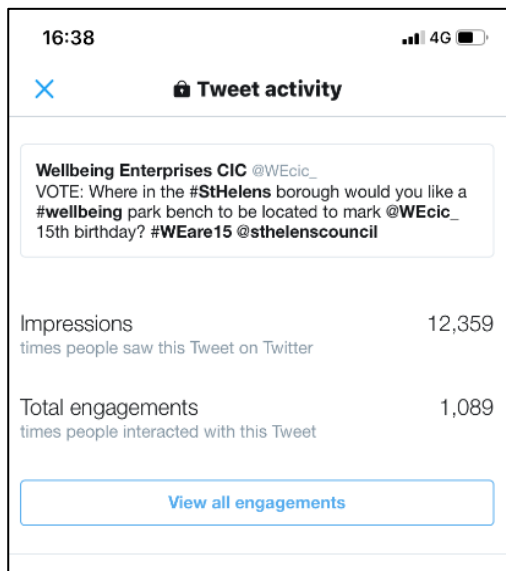 16:38 4G
Tweet activity
Wellbeing Enterprises CIC @WEcic_
VOTE: Where in the #StHelens borough would you like a
#wellbeing park bench to be located to mark @WEcic_
15th birthday? #WEare15 @sthelenscouncil
Impressions 12,359
times people saw this Tweet on Twitter
Total engagements 1,089
times people interacted with this Tweet
View all engagements